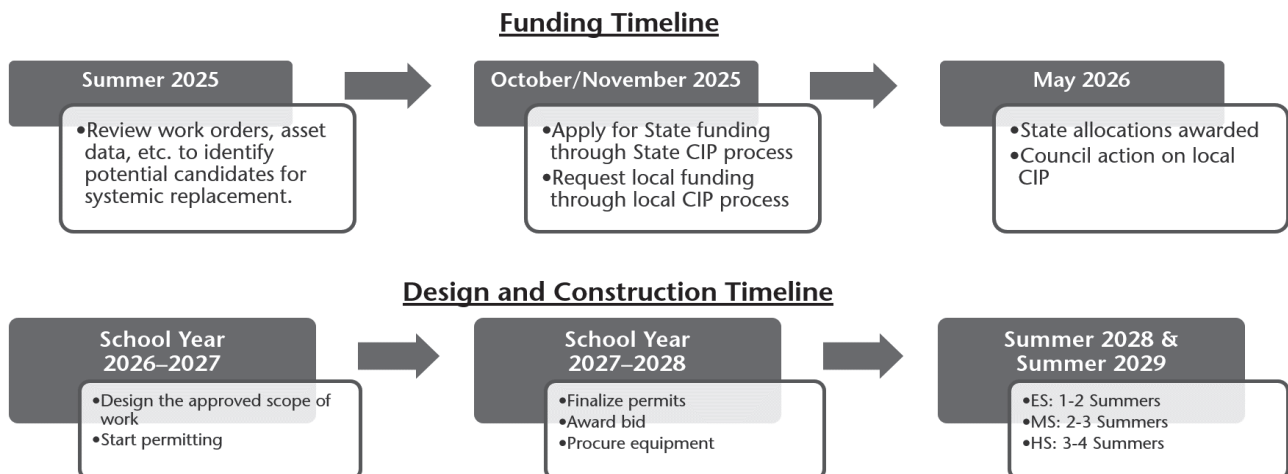 Funding Timeline
Summer 2025
•Review work orders, asset
data, etc. to identify
potential candidates for
systemic replacement.
October/November 2025
•Apply for State funding
through State CIP process
•Request local funding
through local CIP process
May 2026
•State allocations awarded
•Council action on local
CIP
Design and Construction Timeline
School Year
2026–2027
•Design the approved scope of
work
•Start permitting
School Year
2027–2028
•Finalize permits
•Award bid
•Procure equipment
Summer 2028 &
Summer 2029
•ES: 1-2 Summers
•MS: 2-3 Summers
•HS: 3-4 Summers